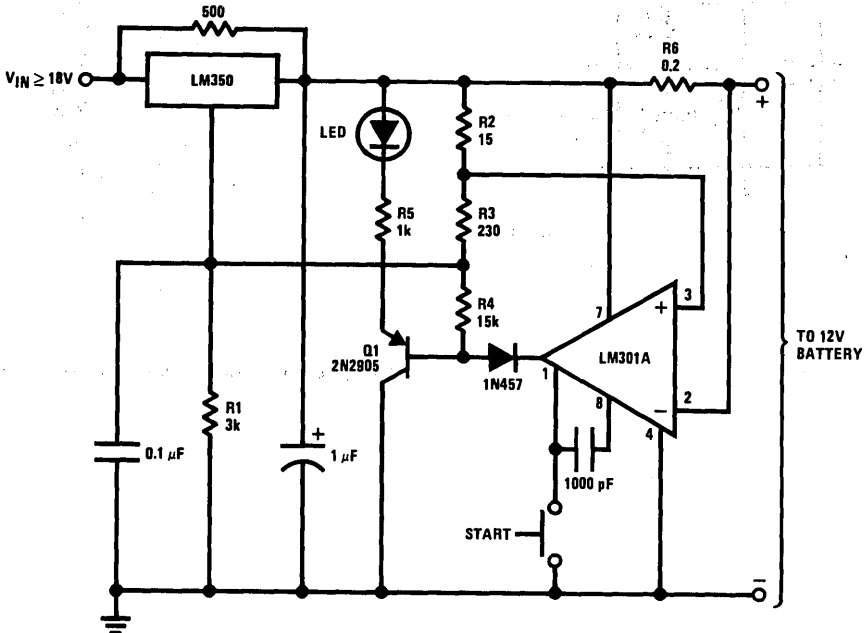 500
VIN ≥ 18V
LM350
R6
0.2
+
LED
R2
15
R5
1k
R3
230
R4
15k
7
+
3
Q1
2N2905
1N457
1
LM301A
TO 12V
BATTERY
8
−
2
4
R1
3k
0.1 μF
+
1 μF
1000 pF
START
−